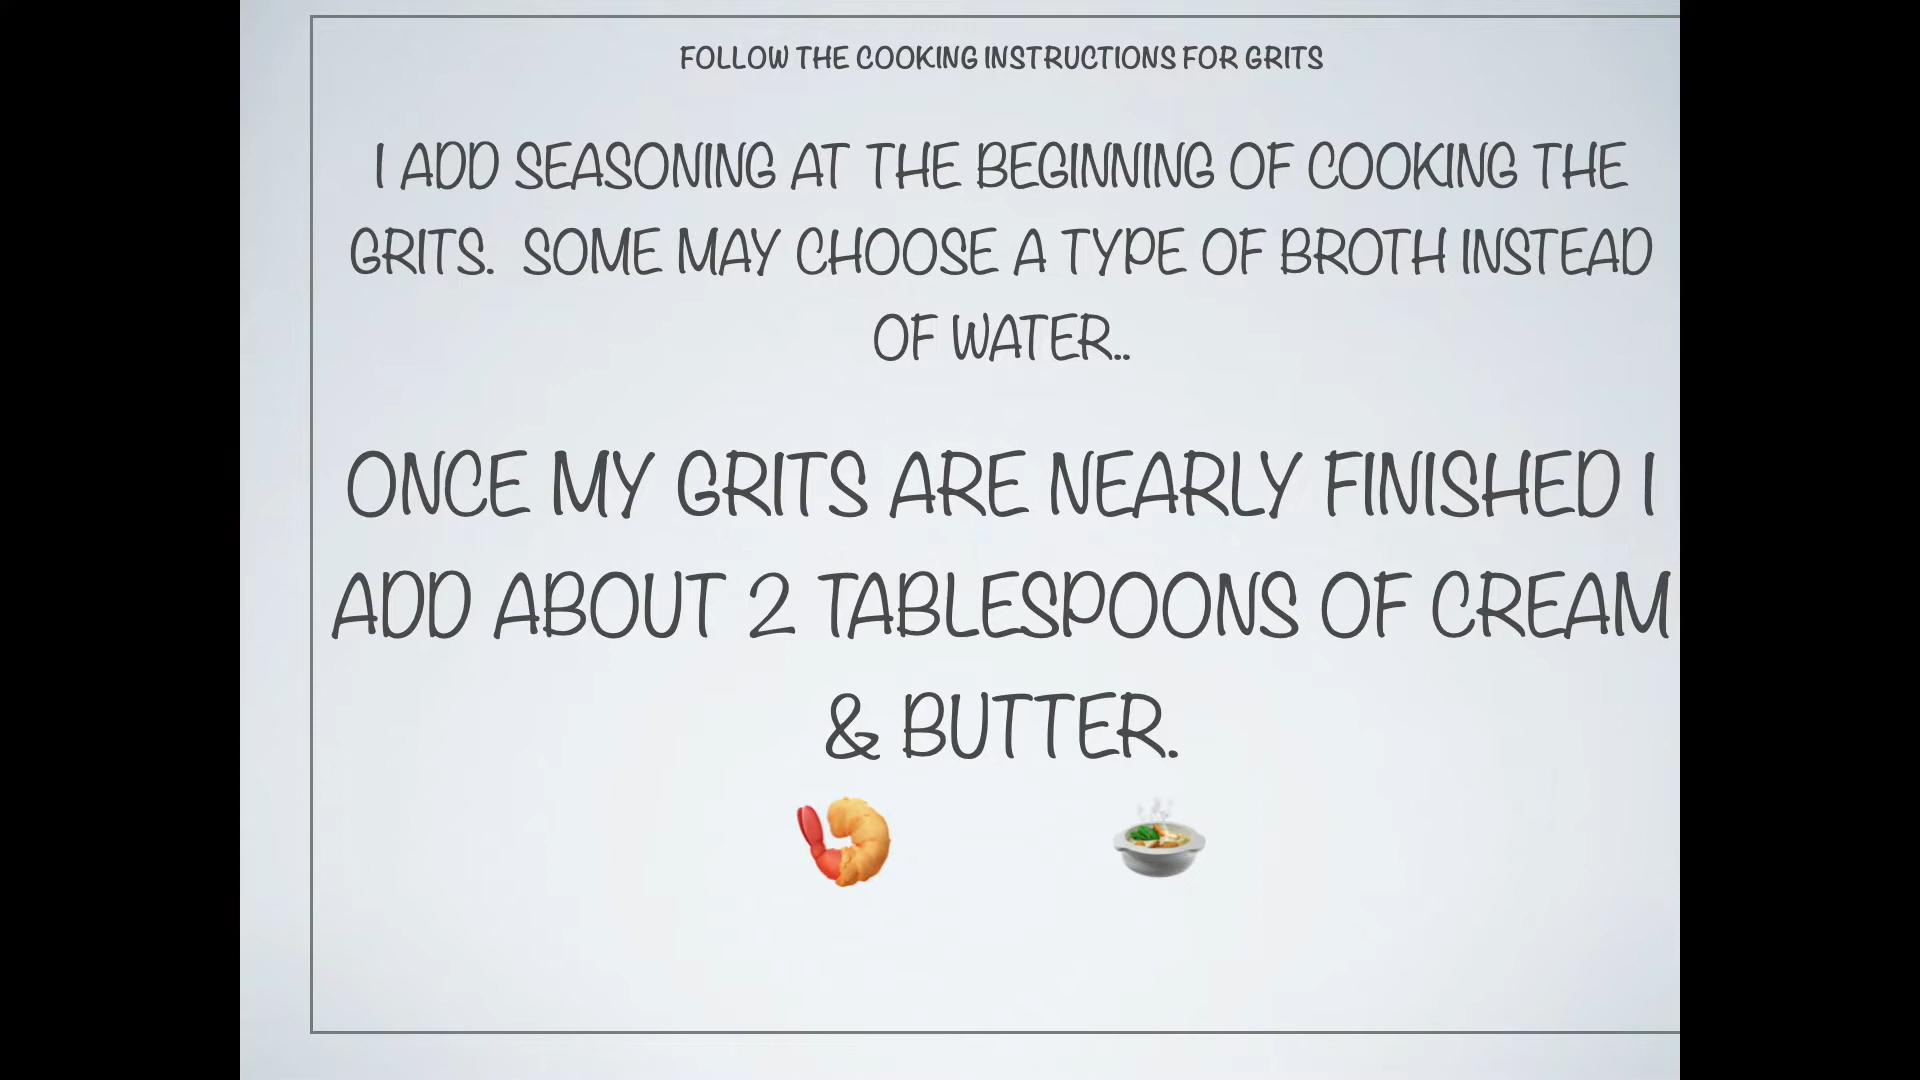 FOLLOW THE COOKING INSTRUCTIONS FOR GRITS
I ADD SEASONING AT THE BEGINNING OF COOKING THE
GRITS. SOME MAY CHOOSE A TYPE OF BROTH INSTEAD
OF WATER..
ONCE MY GRITS ARE NEARLY FINISHED I
ADD ABOUT 2 TABLESPOONS OF CREAM
& BUTTER.